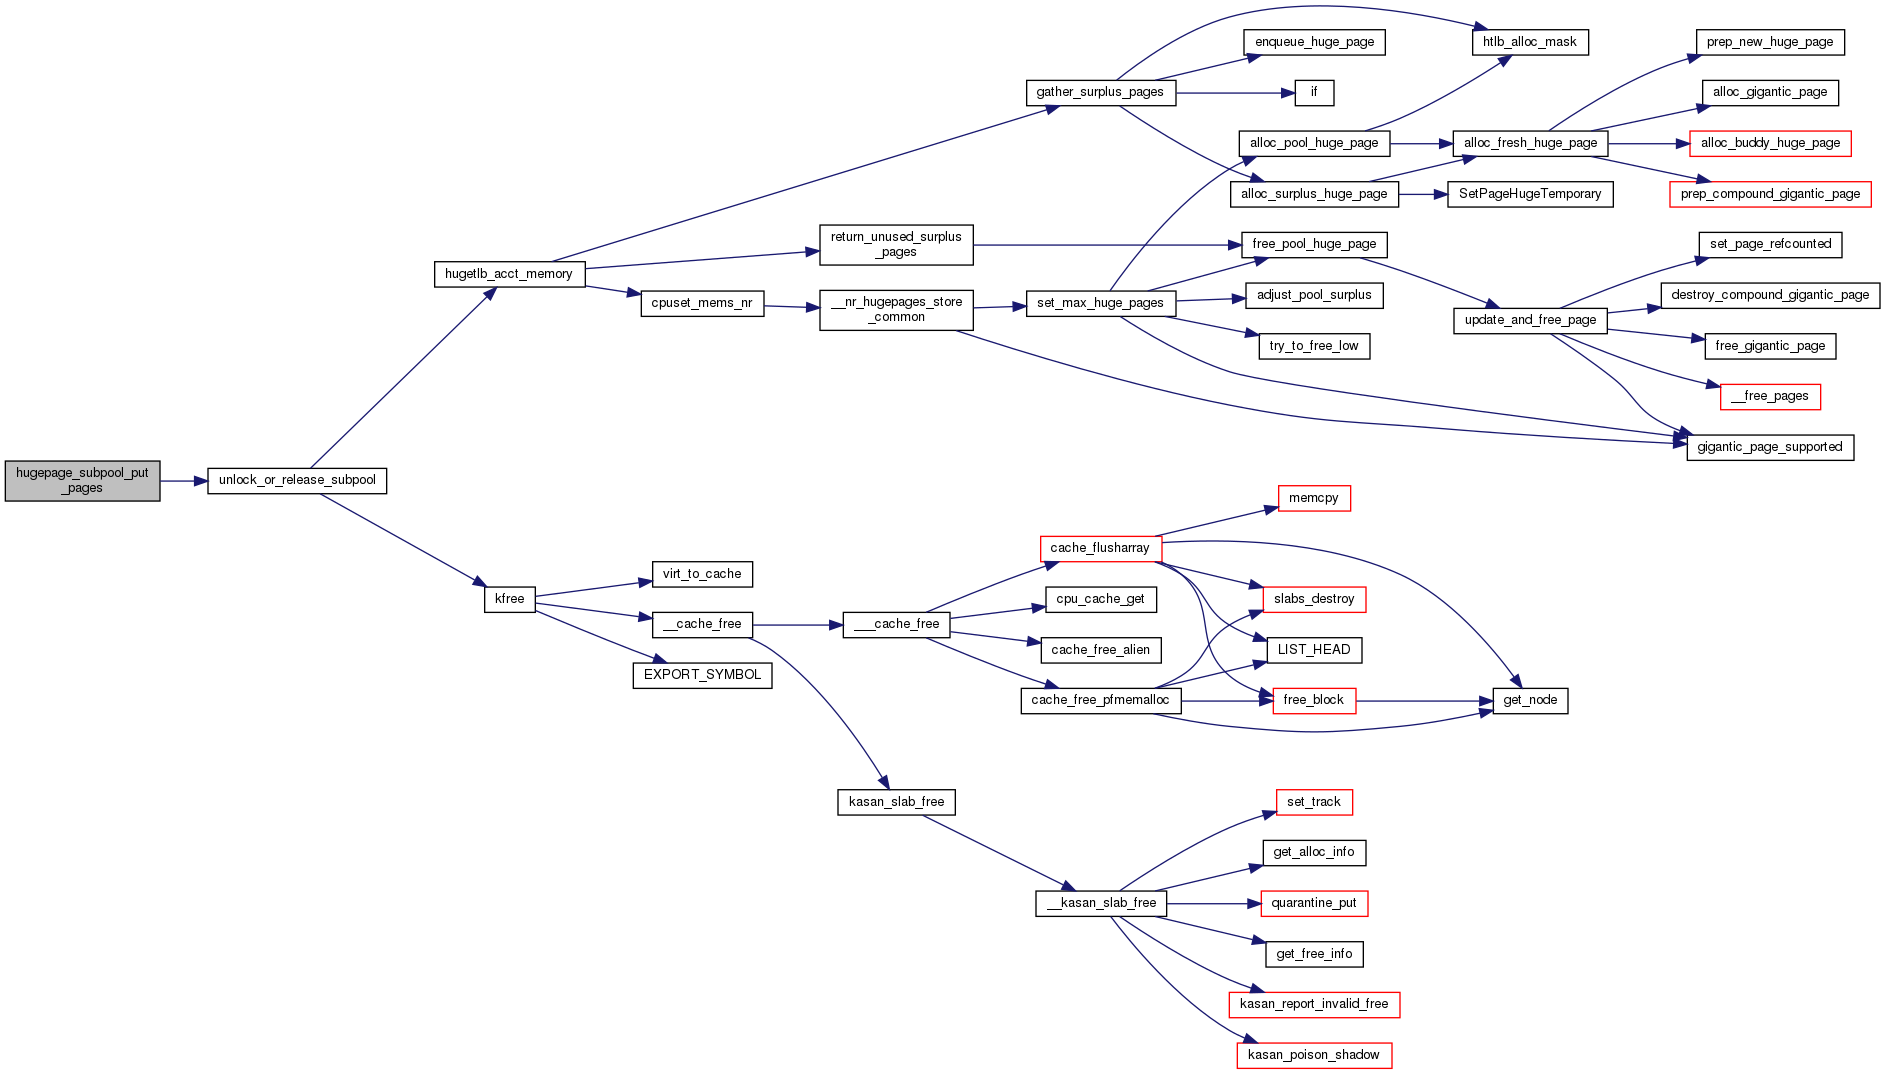 htlb_alloc_mask
enqueue_huge_page
prep_new_huge_page
gather_surplus_pages
if
alloc_gigantic_page
alloc_pool_huge_page
alloc_fresh_huge_page
alloc_buddy_huge_page
alloc_surplus_huge_page
SetPageHugeTemporary
prep_compound_gigantic_page
return_unused_surplus
_pages
free_pool_huge_page
set_page_refcounted
hugetlb_acct_memory
cpuset_mems_nr
__nr_hugepages_store
_common
set_max_huge_pages
adjust_pool_surplus
destroy_compound_gigantic_page
update_and_free_page
try_to_free_low
free_gigantic_page
__free_pages
gigantic_page_supported
hugepage_subpool_put
_pages
unlock_or_release_subpool
memcpy
cache_flusharray
virt_to_cache
kfree
cpu_cache_get
slabs_destroy
__cache_free
___cache_free
cache_free_alien
LIST_HEAD
EXPORT_SYMBOL
cache_free_pfmemalloc
free_block
get_node
kasan_slab_free
set_track
get_alloc_info
__kasan_slab_free
quarantine_put
get_free_info
kasan_report_invalid_free
kasan_poison_shadow